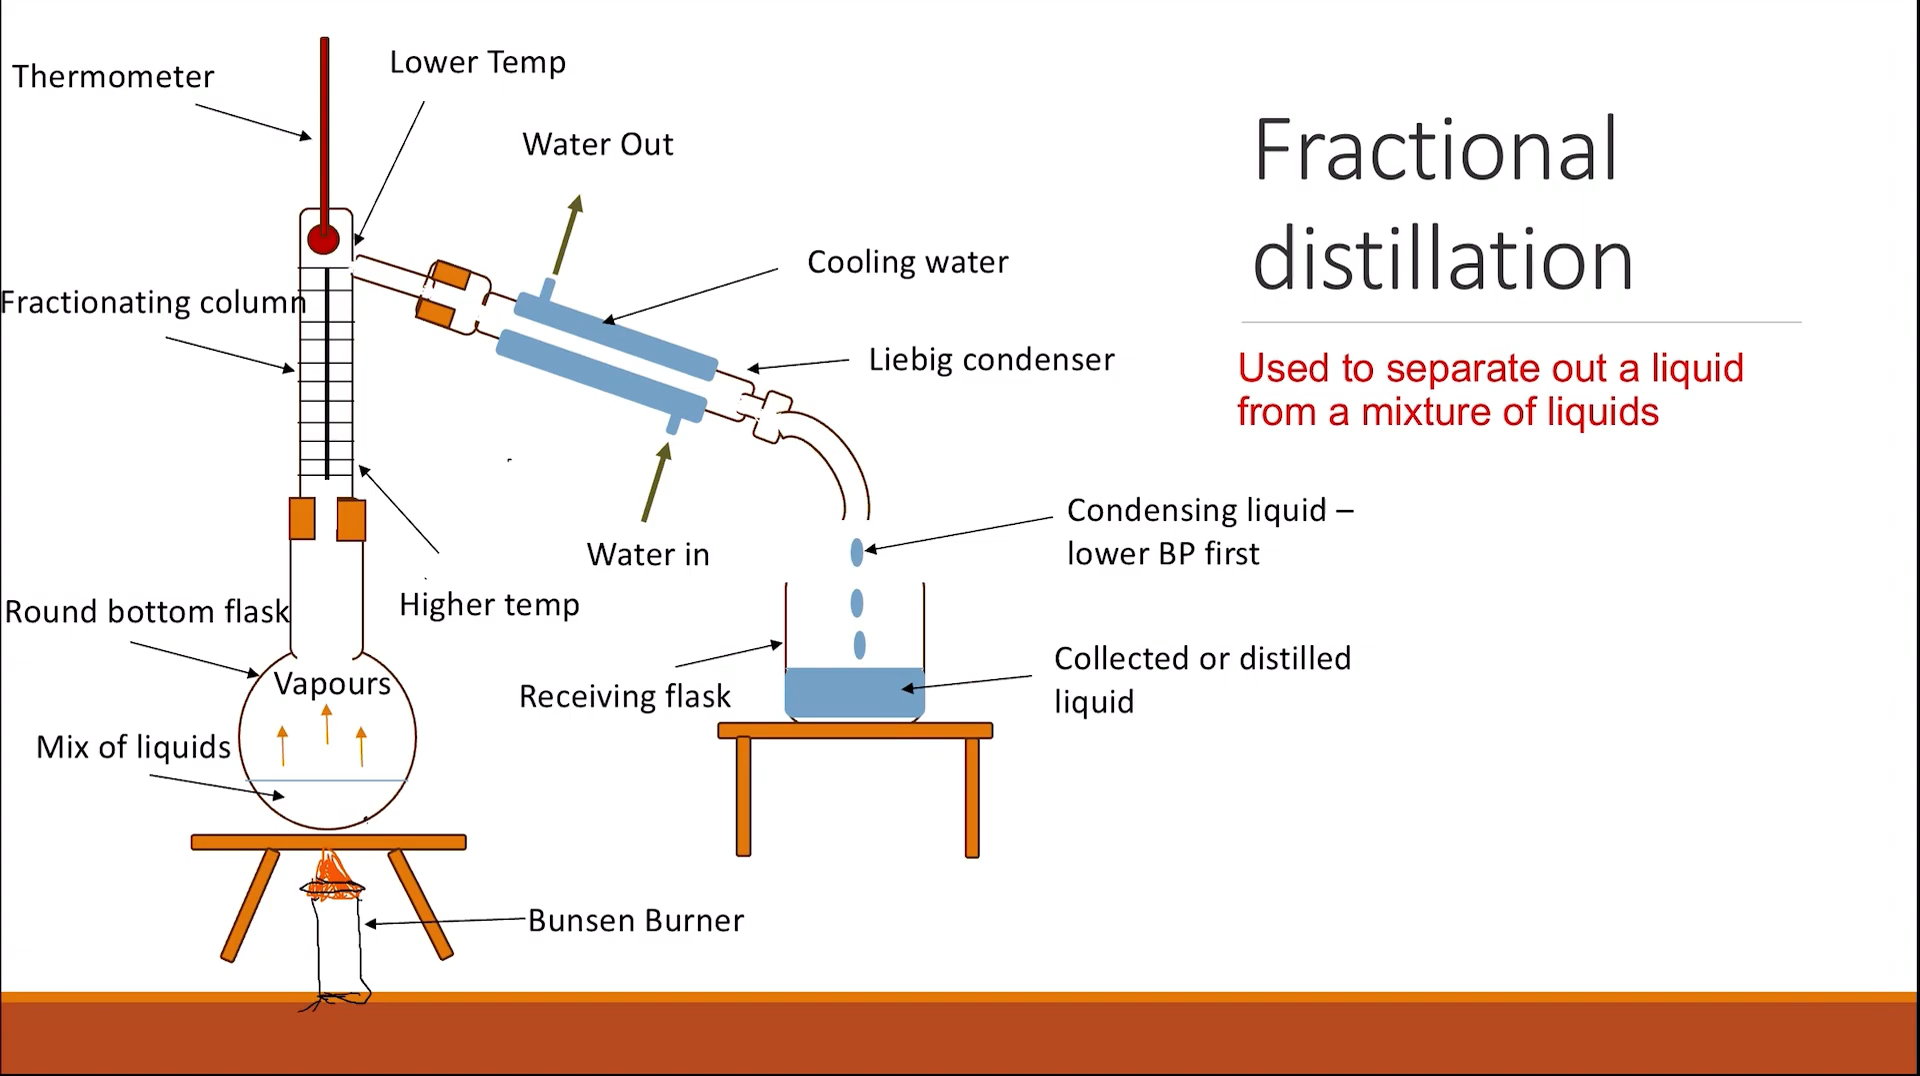 Thermometer
Lower Temp
Water Out
Fractional
distillation
Cooling water
Fractionating column
Liebig condenser
Used to separate out a liquid
from a mixture of liquids
Condensing liquid –
lower BP first
Water in
Higher temp
Round bottom flask
Vapours
Receiving flask
Collected or distilled
liquid
Mix of liquids
Bunsen Burner